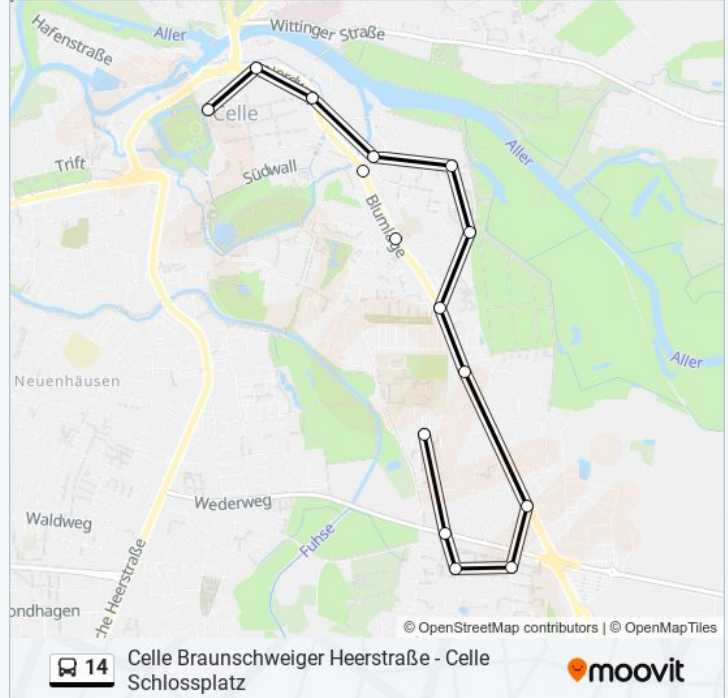 Wittinger Straße
Hafenstraße
Aller
Celle
Aller
Trift
Südwall
Blumlage
Aller
Neuenhäusen
Wederweg
Waldweg
Fuhse
ondhagen
che Heerstraße
© OpenStreetMap contributors | © OpenMapTiles
14
Celle Braunschweiger Heerstraße - Celle
Schlossplatz
moovit